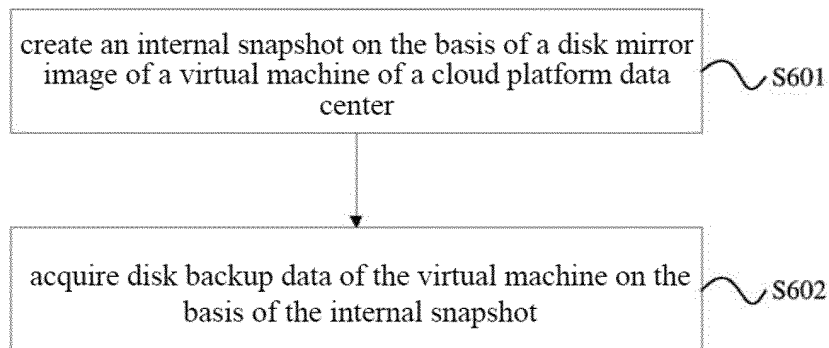 create an internal snapshot on the basis of a disk mirror
image of a virtual machine of a cloud platform data
center
S601
acquire disk backup data of the virtual machine on the
basis of the internal snapshot
S602